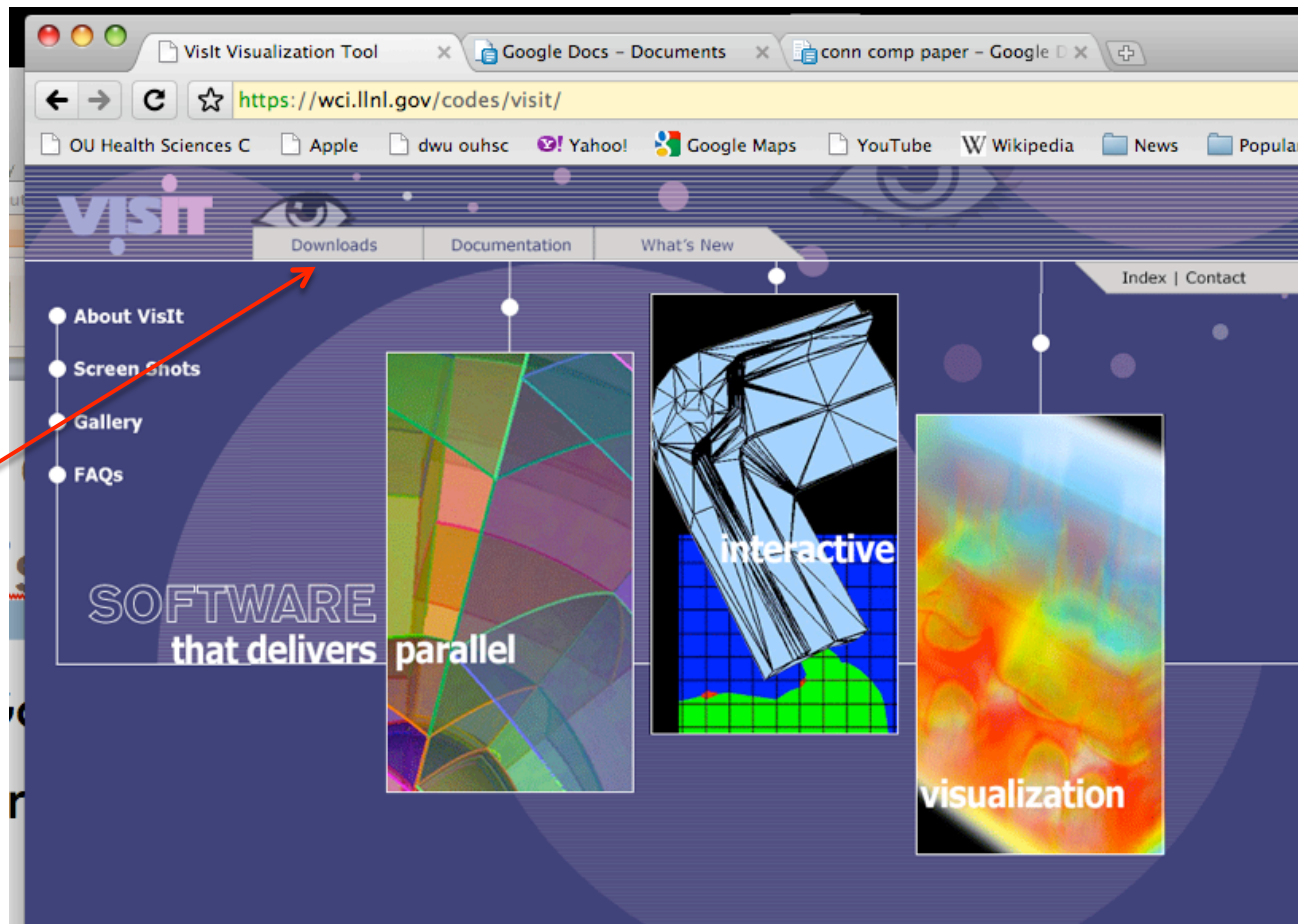 VisIt Visualization Tool
Google Docs – Documents
conn comp paper – Google D
https://wci.llnl.gov/codes/visit/
OU Health Sciences C
Apple
dwu ouhsc
Yahoo!
Google Maps
YouTube
W Wikipedia
News
Popula
VISIT
Downloads
Documentation
What's New
Index | Contact
About VisIt
Screen Shots
Gallery
FAQs
SOFTWARE
that delivers parallel
interactive
visualization